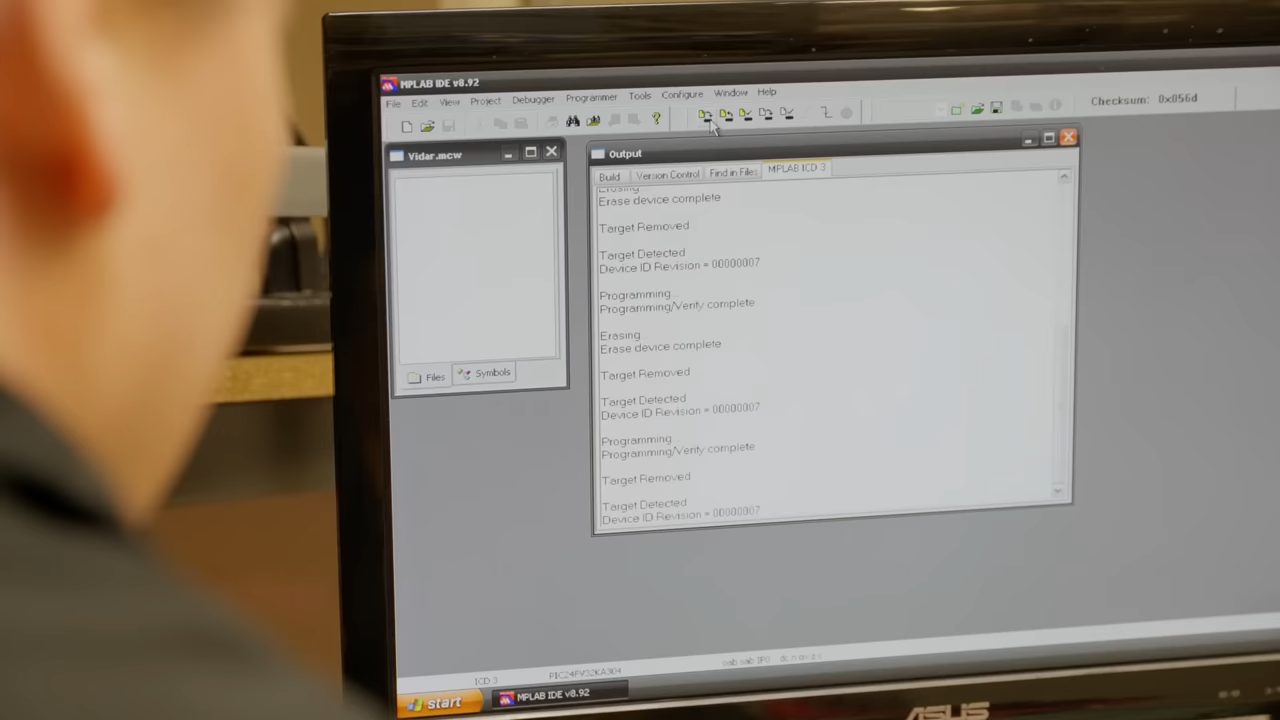 MPLAB IDE v8.92
File Edit View Project Debugger Programmer Tools Configure Window Help
Checksum: 0x056d
Vidar.mcw
Output
Build Version Control Find in Files MPLAB ICD 3
Erasing...
Erase device complete
Target Removed
Target Detected
Device ID Revision = 00000007
Programming...
Programming/Verify complete
Erasing
Erase device complete
Target Removed
Target Detected
Device ID Revision = 00000007
Programming...
Programming/Verify complete
Target Removed
Target Detected
Device ID Revision = 00000007
Files Symbols
ICD 3 PIC24FV32KA304
start MPLAB IDE v8.92
ASUS